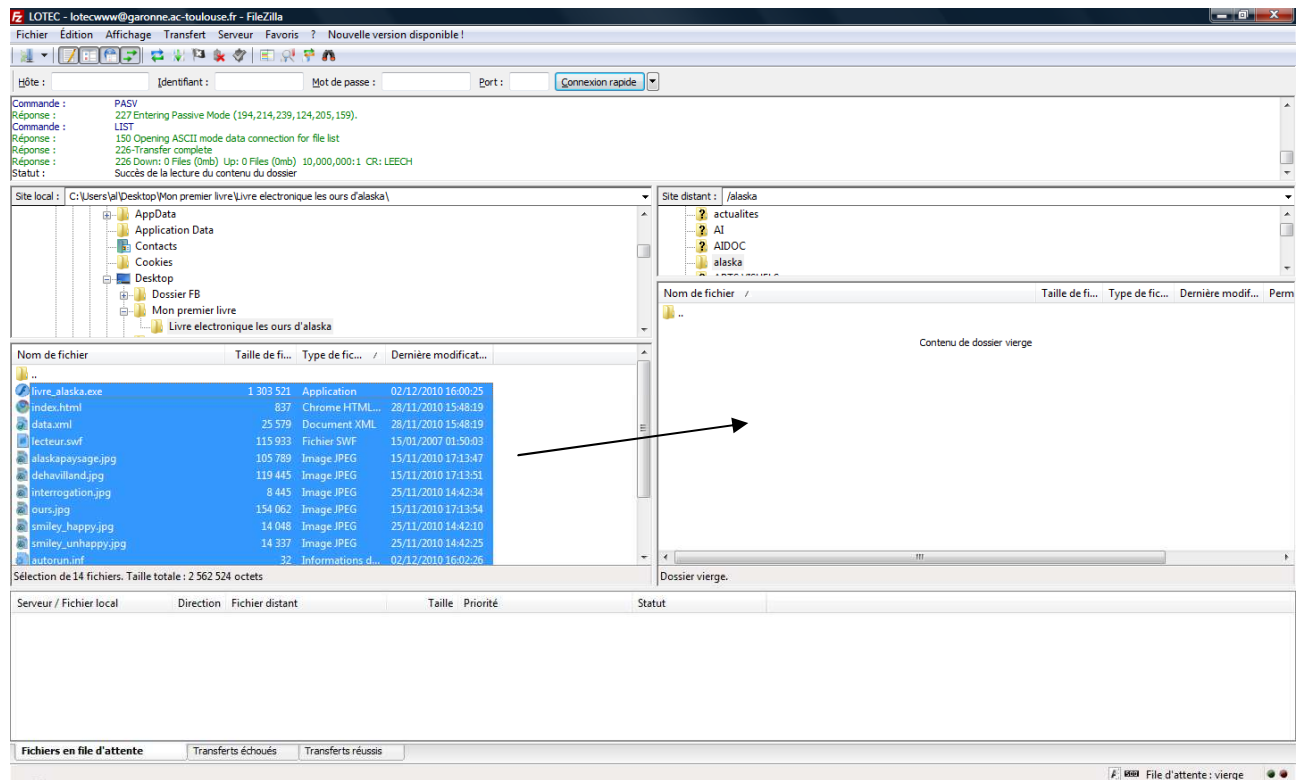 LOTEC - lotecwww@garonne.ac-toulouse.fr - FileZilla
Fichier Édition Affichage Transfert Serveur Favoris ? Nouvelle version disponible !
Hôte : Identifiant : Mot de passe : Port : Connexion rapide
Commande : PASV
Réponse : 227 Entering Passive Mode (194,214,239,124,205,159).
Commande : LIST
Réponse : 150 Opening ASCII mode data connection for file list
Réponse : 226-Transfer complete
Réponse : 226 Down: 0 Files (0mb) Up: 0 Files (0mb) 10,000,000:1 CR: LEECH
Statut : Succès de la lecture du contenu du dossier
Site local : C:\Users\al\Desktop\Mon premier livre\Livre electronique les ours d'alaska\
AppData
Application Data
Contacts
Cookies
Desktop
Dossier FB
Mon premier livre
Livre electronique les ours d'alaska
Nom de fichier Taille de fi... Type de fic... / Dernière modificat...
..
livre_alaska.exe 1 303 521 Application 02/12/2010 16:00:25
index.html 837 Chrome HTML... 28/11/2010 15:48:19
data.xml 25 579 Document XML 28/11/2010 15:48:19
lecteur.swf 115 933 Fichier SWF 15/01/2007 01:50:03
alaskapaysage.jpg 105 789 Image JPEG 15/11/2010 17:13:47
dehavilland.jpg 119 445 Image JPEG 15/11/2010 17:13:51
interrogation.jpg 8 445 Image JPEG 25/11/2010 14:42:34
ours.jpg 154 062 Image JPEG 15/11/2010 17:13:54
smiley_happy.jpg 14 048 Image JPEG 25/11/2010 14:42:10
smiley_unhappy.jpg 14 337 Image JPEG 25/11/2010 14:42:25
autorun.inf 32 Informations d... 02/12/2010 16:02:26
Sélection de 14 fichiers. Taille totale : 2 562 524 octets
Site distant : /alaska
actualites
AI
AIDOC
alaska
Nom de fichier / Taille de fi... Type de fic... Dernière modif... Perm
..
Contenu de dossier vierge
Dossier vierge.
Serveur / Fichier local Direction Fichier distant Taille Priorité Statut
Fichiers en file d'attente Transferts échoués Transferts réussis
File d'attente : vierge